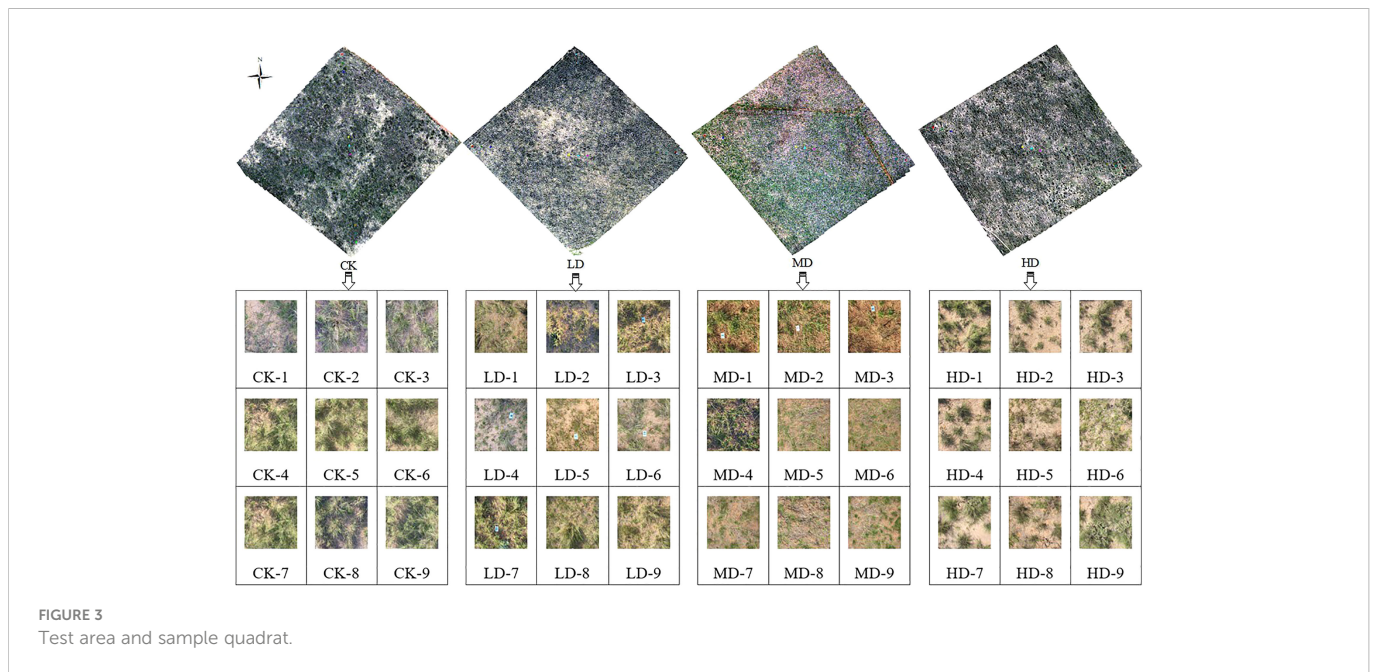 N
CK LD MD HD
CK-1 CK-2 CK-3 LD-1 LD-2 LD-3 MD-1 MD-2 MD-3 HD-1 HD-2 HD-3
CK-4 CK-5 CK-6 LD-4 LD-5 LD-6 MD-4 MD-5 MD-6 HD-4 HD-5 HD-6
CK-7 CK-8 CK-9 LD-7 LD-8 LD-9 MD-7 MD-8 MD-9 HD-7 HD-8 HD-9
FIGURE 3
Test area and sample quadrat.